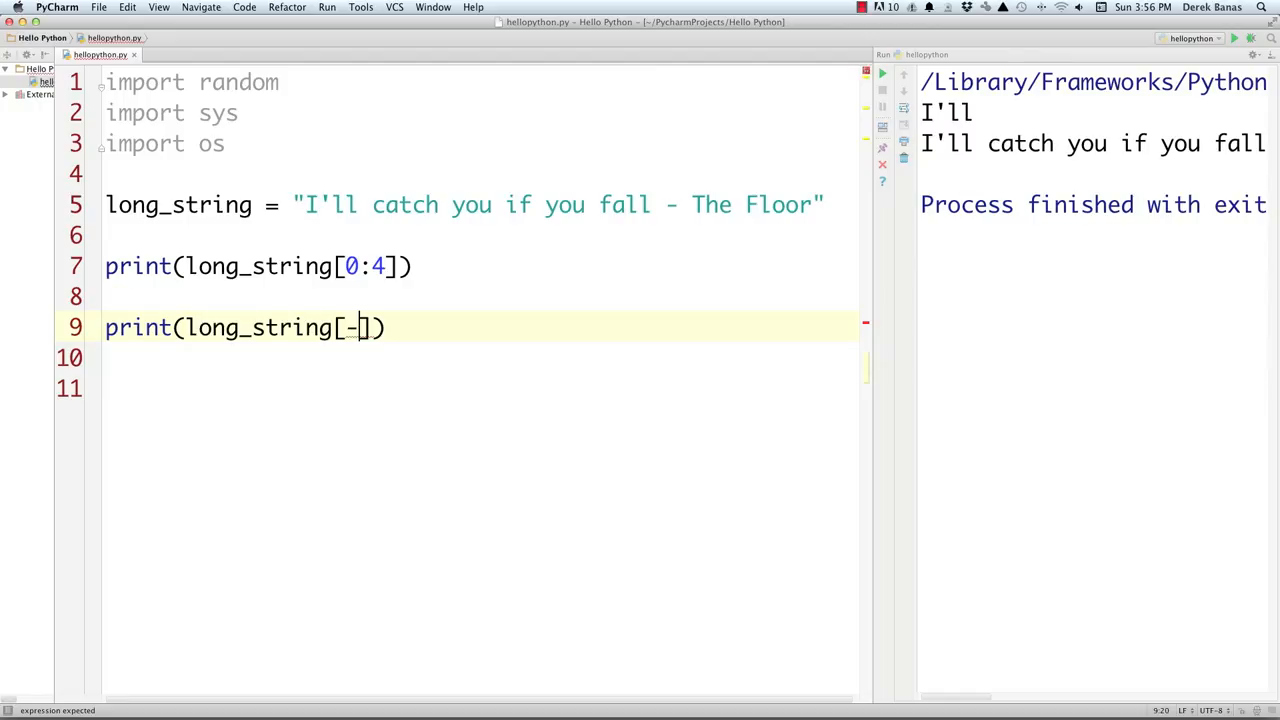 PyCharm File Edit View Navigate Code Refactor Run Tools VCS Window Help 10 Sun 3:56 PM Derek Banas
hellopython.py - Hello Python - [~/PycharmProjects/Hello Python]
Hello Python hellopython.py hellopython
hellopython.py × Run hellopython
Hello P
hell
Extern
1 import random
2 import sys
3 import os
4
5 long_string = "I'll catch you if you fall - The Floor"
6
7 print(long_string[0:4])
8
9 print(long_string[-])
10
11
/Library/Frameworks/Python
I'll
I'll catch you if you fall
Process finished with exit
expression expected 9:20 LF UTF-8